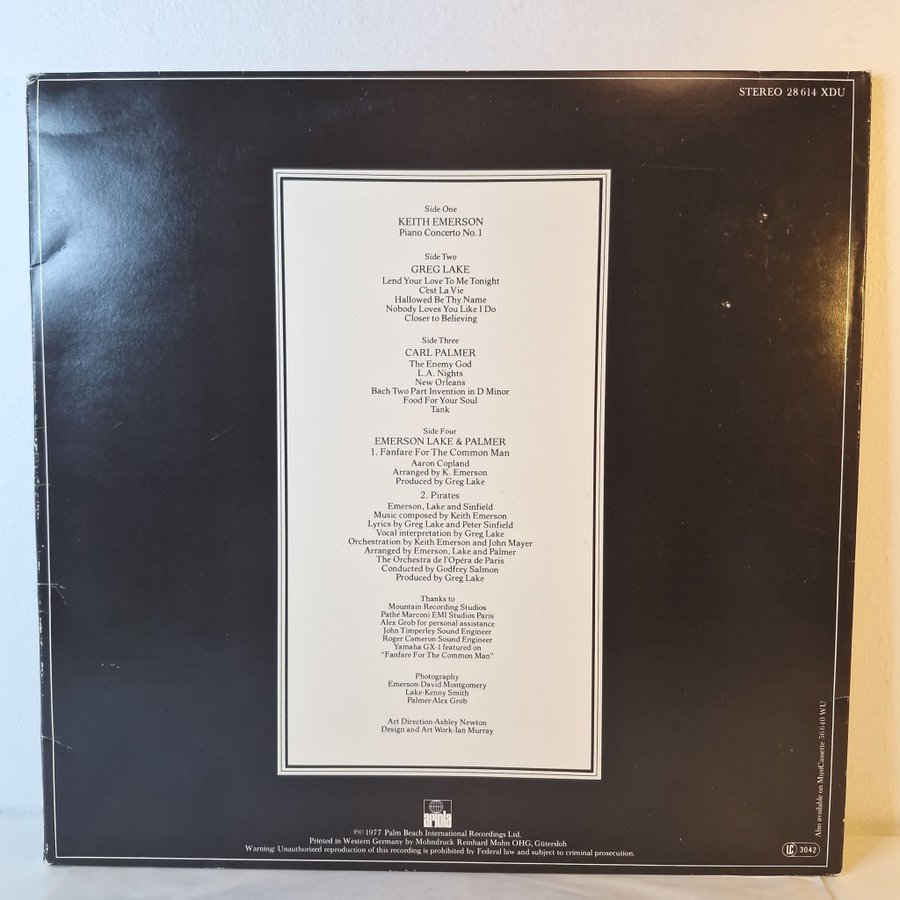 STEREO 28 614 XDU
Side One
KEITH EMERSON
Piano Concerto No. 1
Side Two
GREG LAKE
Lend Your Love To Me Tonight
C'est La Vie
Hallowed Be Thy Name
Nobody Loves You Like I Do
Closer to Believing
Side Three
CARL PALMER
The Enemy God
L.A. Nights
New Orleans
Bach Two Part Invention in D Minor
Food For Your Soul
Tank
Side Four
EMERSON LAKE & PALMER
1. Fanfare For The Common Man
Aaron Copland
Arranged by K. Emerson
Produced by Greg Lake
2. Pirates
Emerson, Lake and Sinfield
Music composed by Keith Emerson
Lyrics by Greg Lake and Peter Sinfield
Vocal interpretation by Greg Lake
Orchestration by Keith Emerson and John Mayer
Arranged by Emerson, Lake and Palmer
The Orchestra de l'Opéra de Paris
Conducted by Godfrey Salmon
Produced by Greg Lake
Thanks to
Mountain Recording Studios
Pathé Marconi EMI Studios Paris
Alex Grob for personal assistance
John Timperley Sound Engineer
Roger Cameron Sound Engineer
Yamaha GX-1 featured on
"Fanfare For The Common Man"
Photography
Emerson-David Montgomery
Lake-Kenny Smith
Palmer-Alex Grob
Art Direction-Ashley Newton
Design and Art Work-Ian Murray
ariola
℗© 1977 Palm Beach International Recordings Ltd.
Printed in Western Germany by Mohndruck Reinhard Mohn OHG, Gütersloh
Warning: Unauthorized reproduction of this recording is prohibited by Federal law and subject to criminal prosecution.
Also available on MusiCassette 56 640 WU
LC 3042